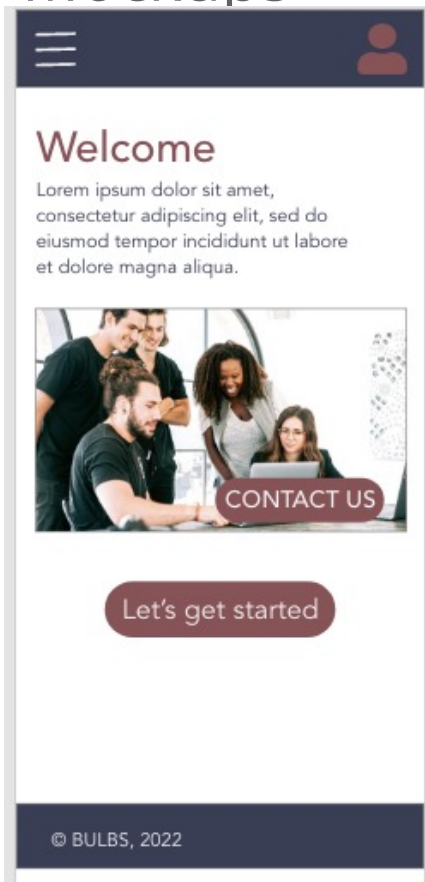 Welcome
Lorem ipsum dolor sit amet,
consectetur adipiscing elit, sed do
eiusmod tempor incididunt ut labore
et dolore magna aliqua.
CONTACT US
Let's get started
© BULBS, 2022